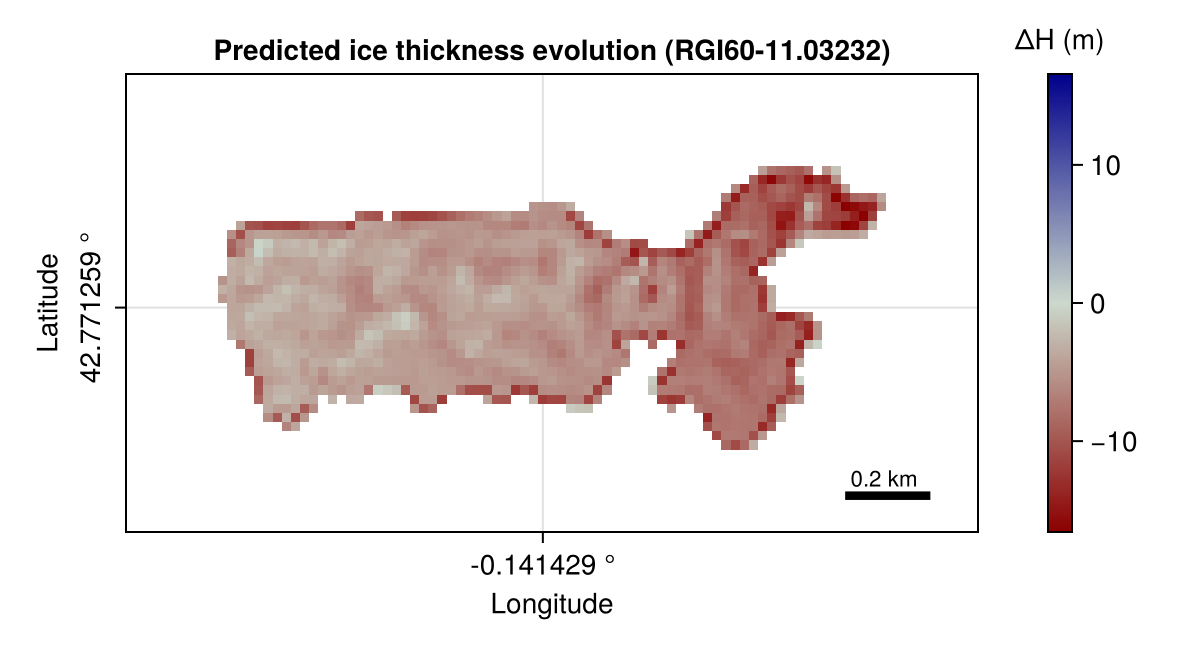 Predicted ice thickness evolution (RGI60-11.03232)
ΔH (m)
10
0
−10
Latitude
42.771259 °
0.2 km
-0.141429 °
Longitude